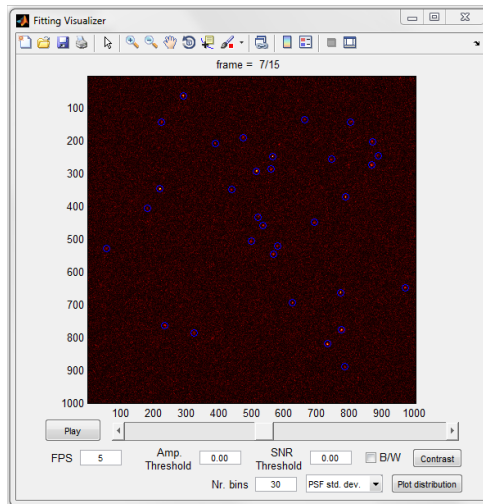 Fitting Visualizer
frame = 7/15
100
200
300
400
500
600
700
800
900
1000
100 200 300 400 500 600 700 800 900 1000
Play
FPS 5 Amp. Threshold 0.00 SNR Threshold 0.00 B/W Contrast
Nr. bins 30 PSF std. dev. Plot distribution